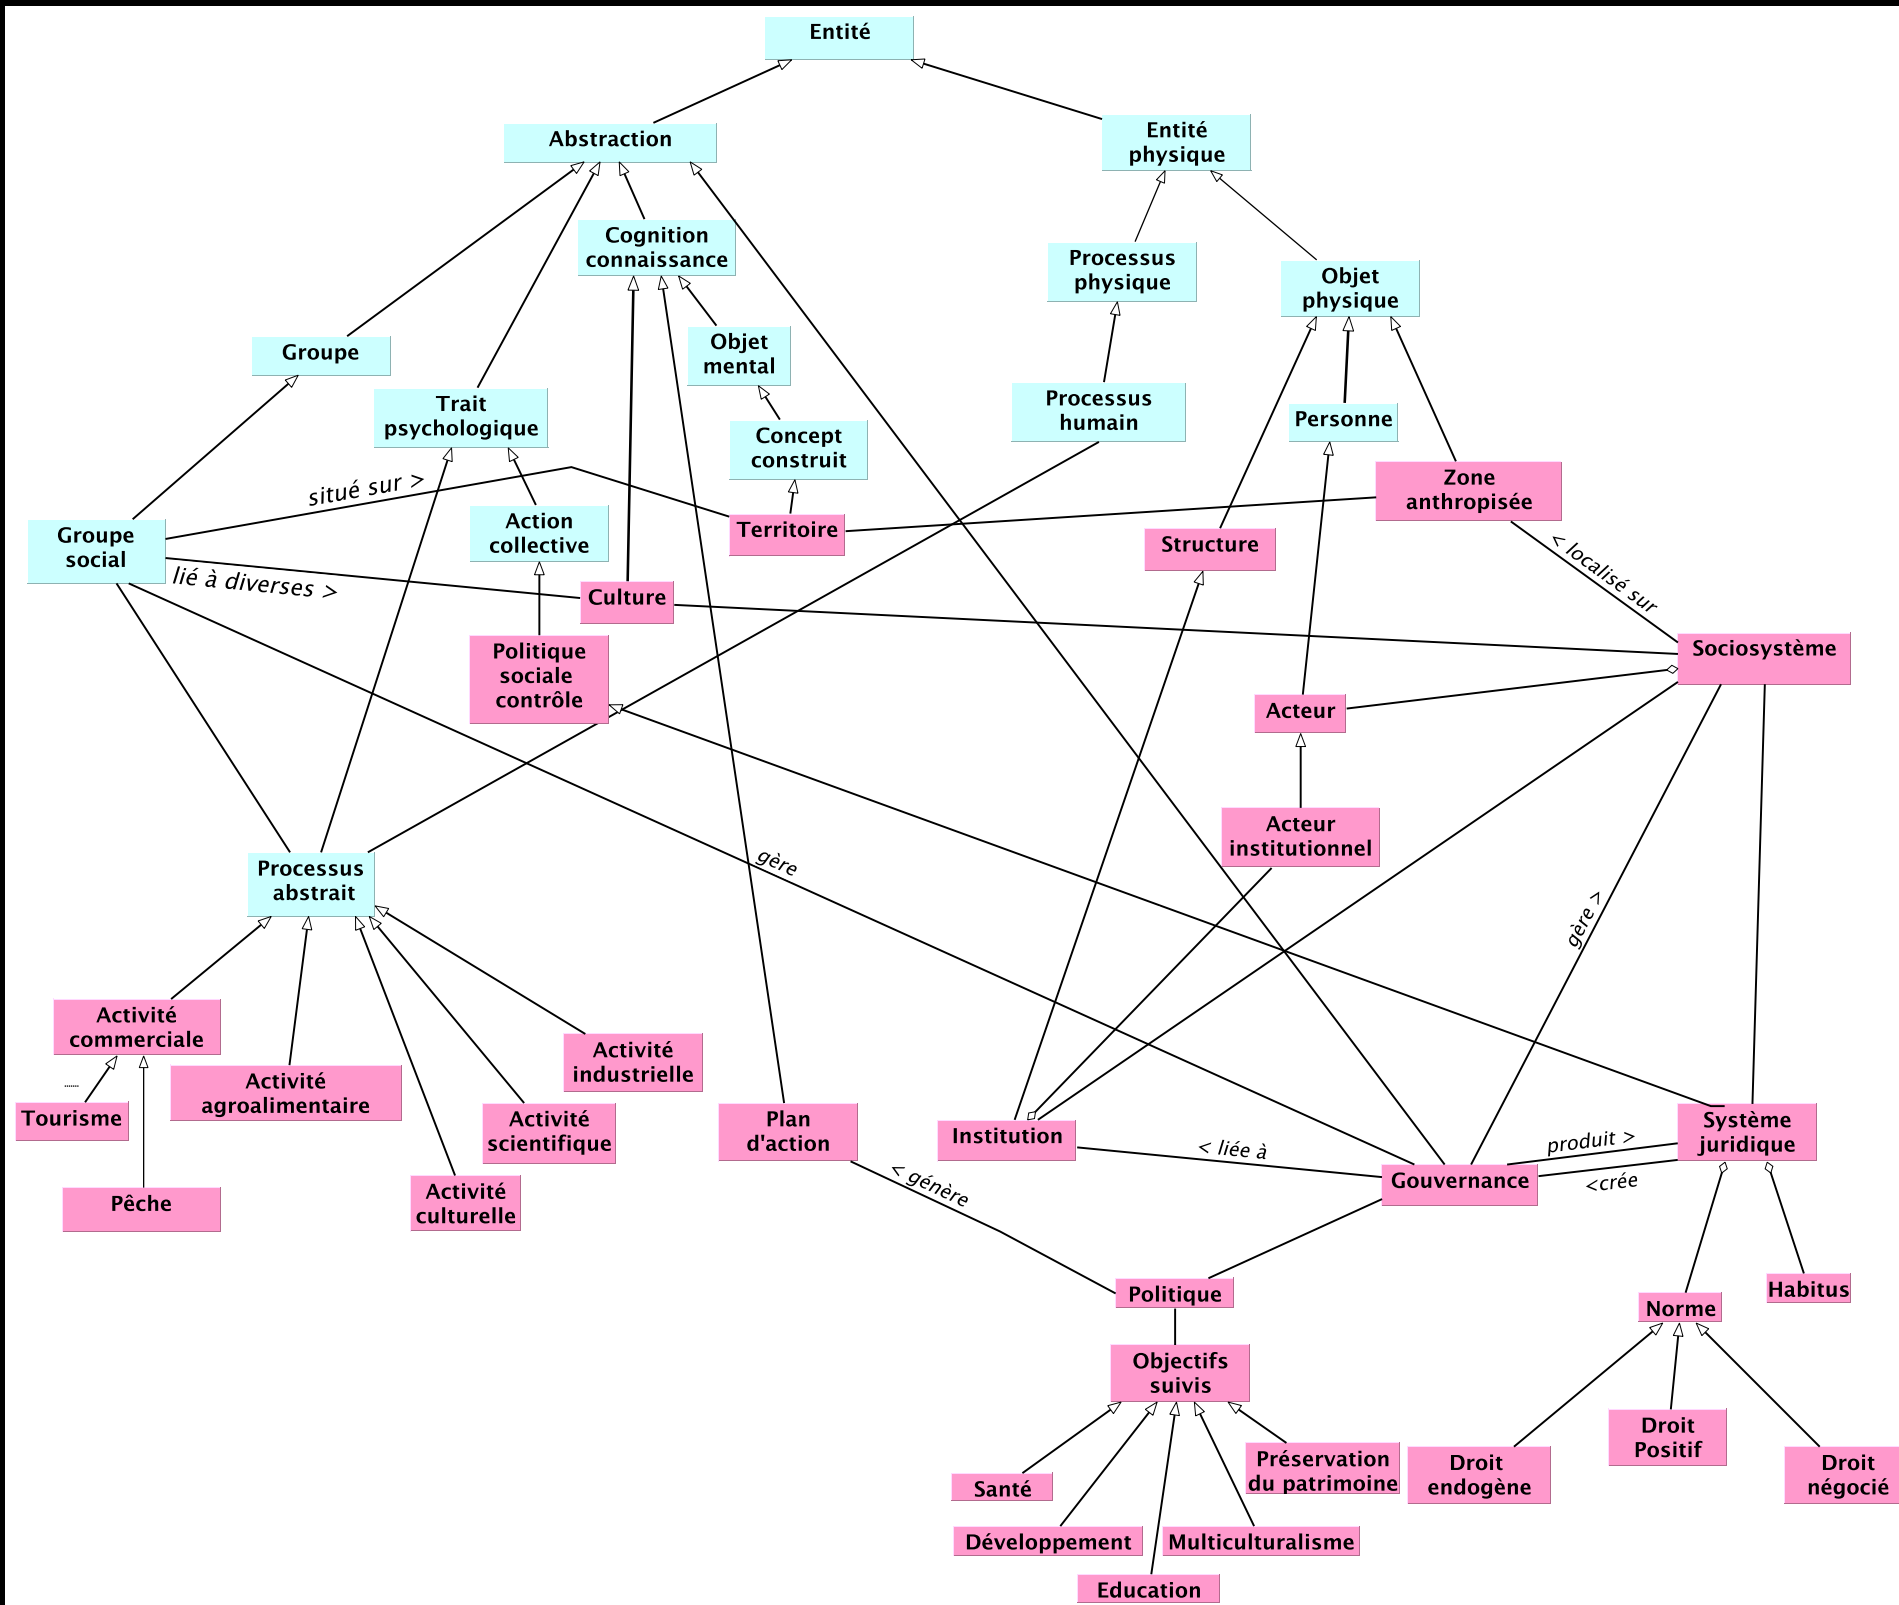 Entité
Abstraction
Entité
physique
Cognition
connaissance
Processus
physique
Objet
physique
Groupe
Objet
mental
Trait
psychologique
Processus
humain
Personne
Concept
construit
Zone
anthropisée
situé sur >
Groupe
social
Action
collective
Territoire
Structure
< localisé sur
lié à diverses >
Culture
Politique
sociale
contrôle
Sociosystème
Acteur
Acteur
institutionnel
Processus
abstrait
gère
gère >
Activité
commerciale
Activité
industrielle
.......
Tourisme
Activité
agroalimentaire
Activité
scientifique
Plan
d'action
Institution
Système
juridique
< liée à
produit >
<crée
< génère
Gouvernance
Pêche
Activité
culturelle
Politique
Habitus
Norme
Objectifs
suivis
Santé
Préservation
du patrimoine
Droit
endogène
Droit
Positif
Droit
négocié
Développement
Multiculturalisme
Education